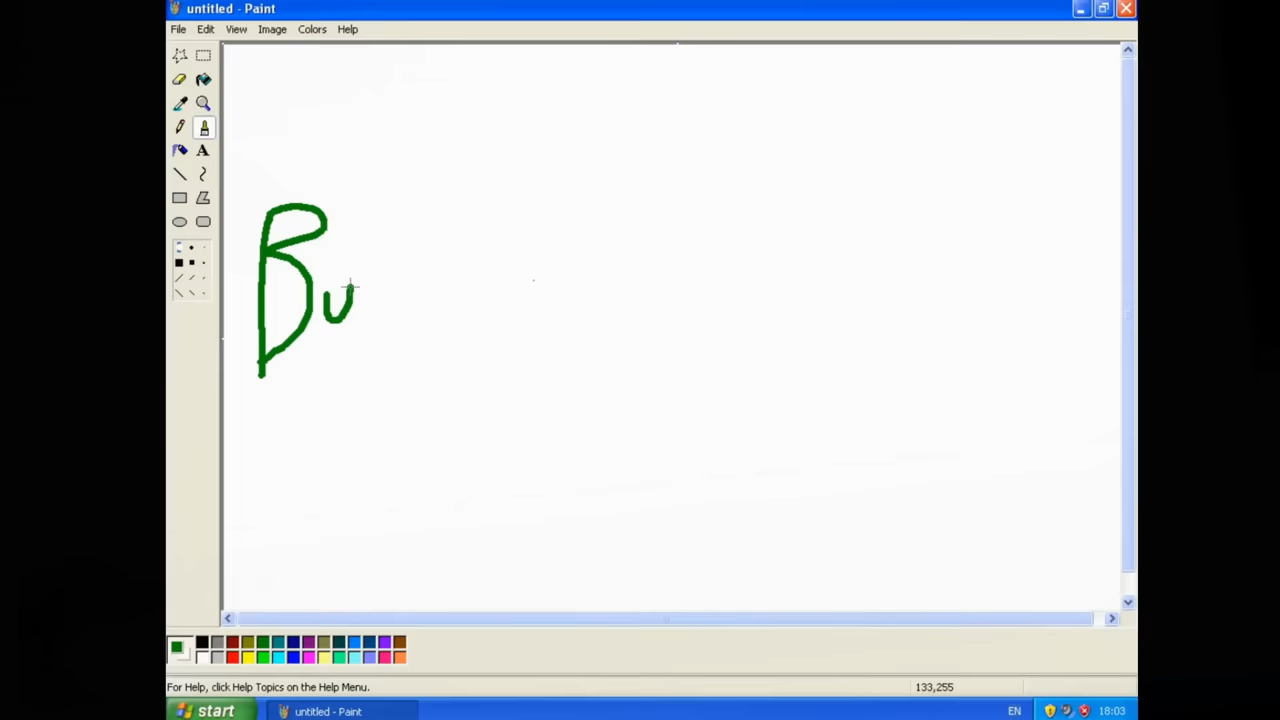 untitled - Paint
File Edit View Image Colors Help
A
Bu
For Help, click Help Topics on the Help Menu.
133,255
start
untitled - Paint
EN
18:03